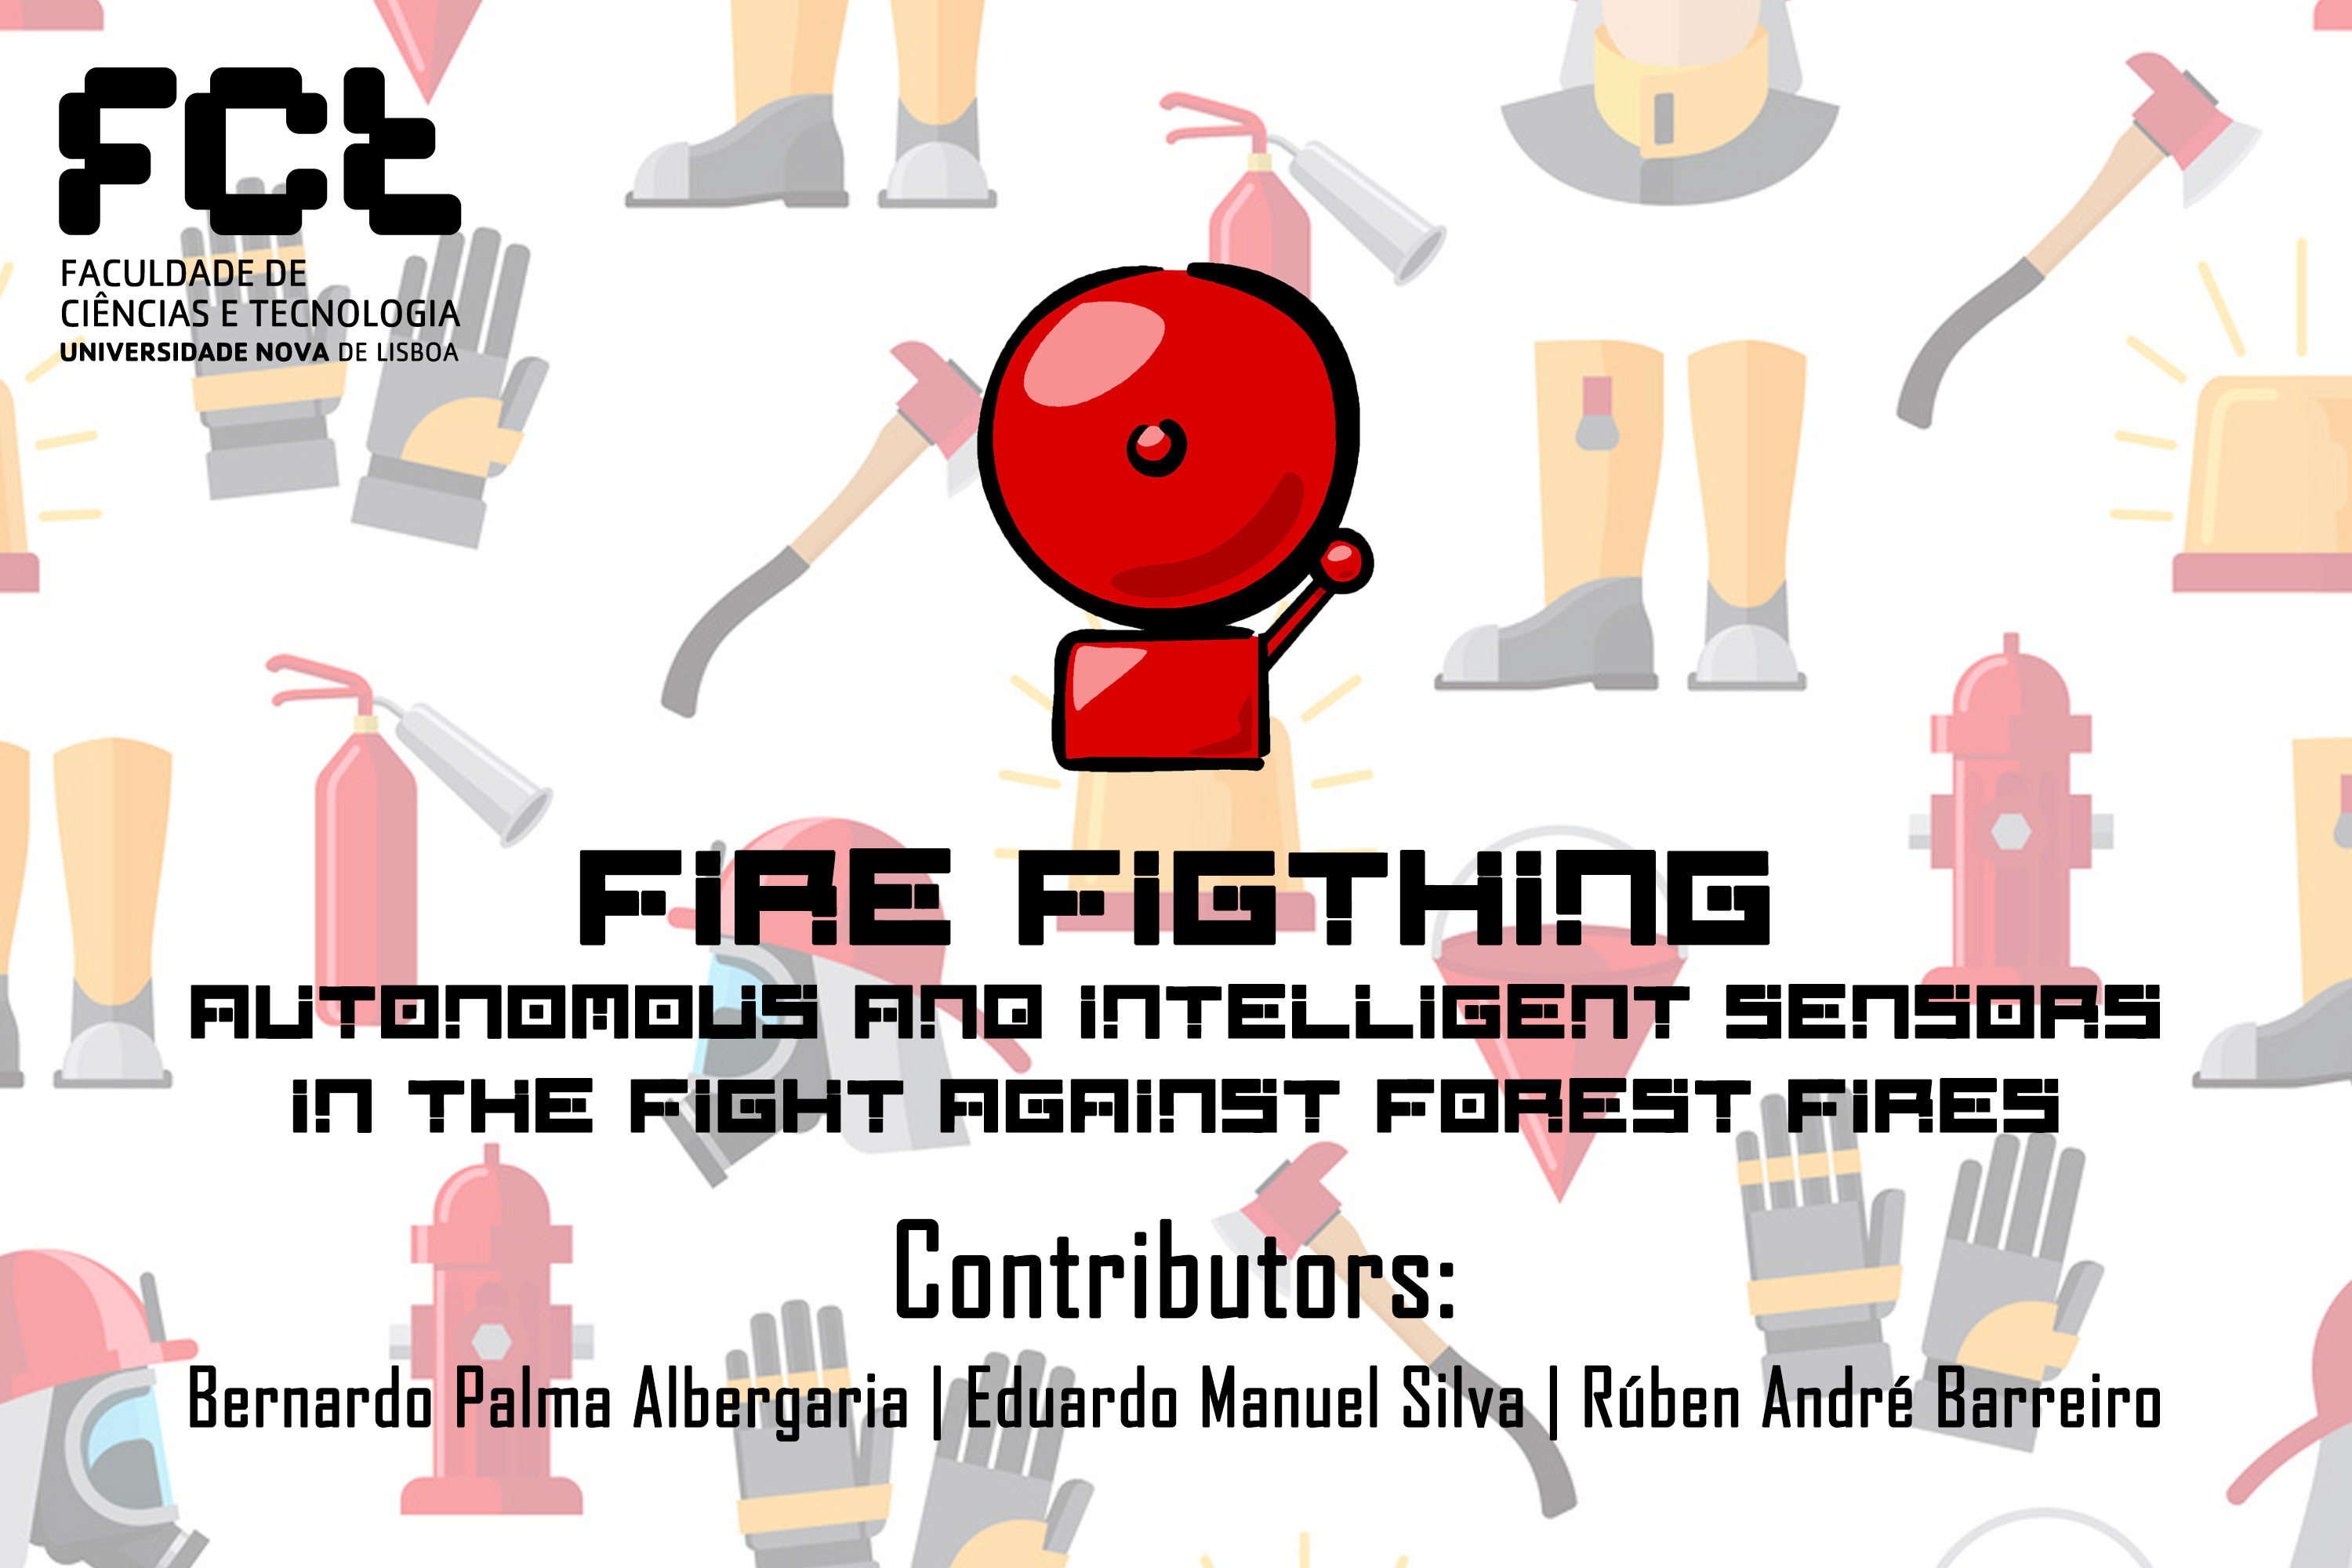 FCt
FACULDADE DE
CIÊNCIAS E TECNOLOGIA
UNIVERSIDADE NOVA DE LISBOA
FIRE FIGTHING
AUTONOMOUS AND INTELLIGENT SENSORS
IN THE FIGHT AGAINST FOREST FIRES
Contributors:
Bernardo Palma Albergaria | Eduardo Manuel Silva | Rúben André Barreiro